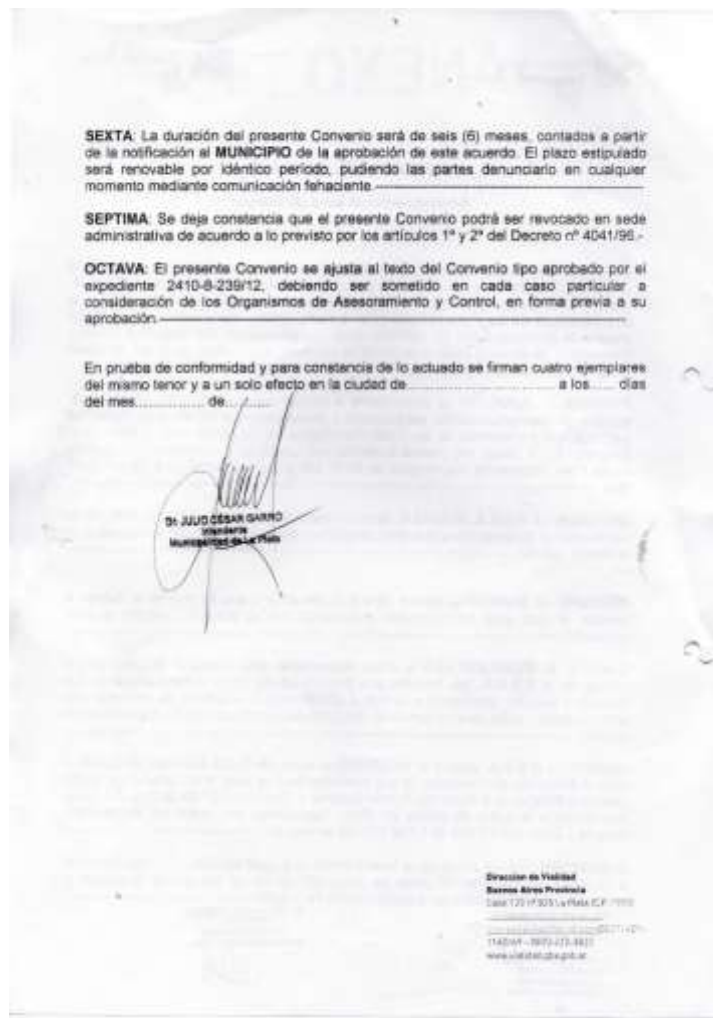 SEXTA: La duración del presente Convenio será de seis (6) meses, contados a partir
de la notificación al MUNICIPIO de la aprobación de este acuerdo. El plazo estipulado
será renovable por idéntico período, pudiendo las partes denunciarlo en cualquier
momento mediante comunicación fehaciente.
SEPTIMA: Se deja constancia que el presente Convenio podrá ser revocado en sede
administrativa de acuerdo a lo previsto por los artículos 1º y 2º del Decreto nº 4041/96.-
OCTAVA: El presente Convenio se ajusta al texto del Convenio tipo aprobado por el
expediente 2410-8-239/12, debiendo ser sometido en cada caso particular a
consideración de los Organismos de Asesoramiento y Control, en forma previa a su
aprobación.
En prueba de conformidad y para constancia de lo actuado se firman cuatro ejemplares
del mismo tenor y a un solo efecto en la ciudad de.............................. a los...... días
del mes............... de..........
Dr. JULIO CESAR GARRO
Intendente
Municipalidad de La Plata
Dirección de Vialidad
Buenos Aires Provincia
www.vialidad.gba.gob.ar